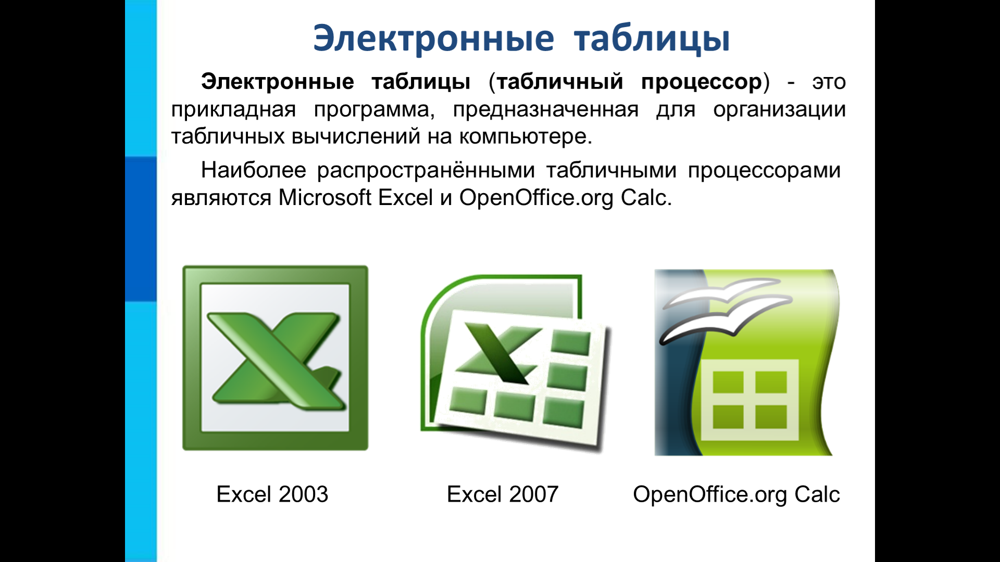 Электронные таблицы
Электронные таблицы (табличный процессор) - это
прикладная программа, предназначенная для организации
табличных вычислений на компьютере.
Наиболее распространёнными табличными процессорами
являются Microsoft Excel и OpenOffice.org Calc.
Excel 2003
Excel 2007
OpenOffice.org Calc